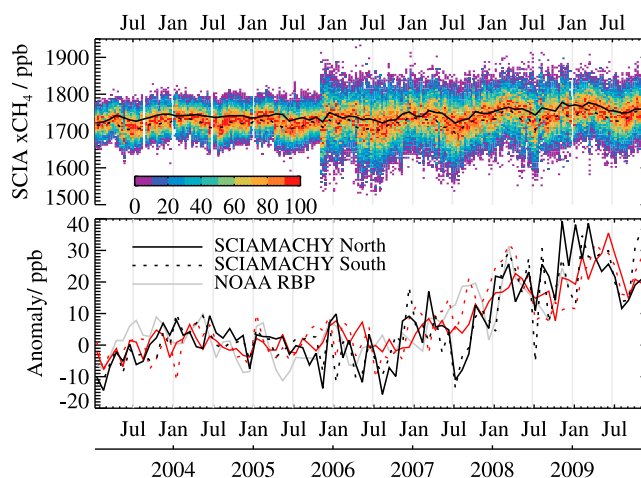 Jul Jan Jul Jan Jul Jan Jul Jan Jul Jan Jul Jan Jul
SCIA xCH4 / ppb
1900
1800
1700
1600
1500
0 20 40 60 80 100
Anomaly/ ppb
40
30
20
10
0
-10
-20
SCIAMACHY North
SCIAMACHY South
NOAA RBP
Jul Jan Jul Jan Jul Jan Jul Jan Jul Jan Jul Jan Jul
2004 2005 2006 2007 2008 2009